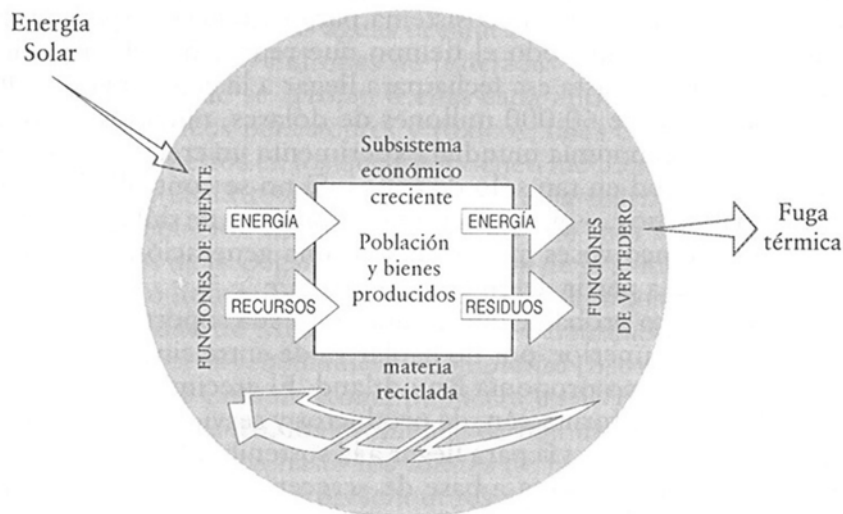 Energía
Solar
Subsistema
económico
creciente
FUNCIONES DE FUENTE
ENERGÍA
ENERGÍA
Población
y bienes
producidos
RECURSOS
RESIDUOS
FUNCIONES
DE VERTEDERO
Fuga
térmica
materia
reciclada